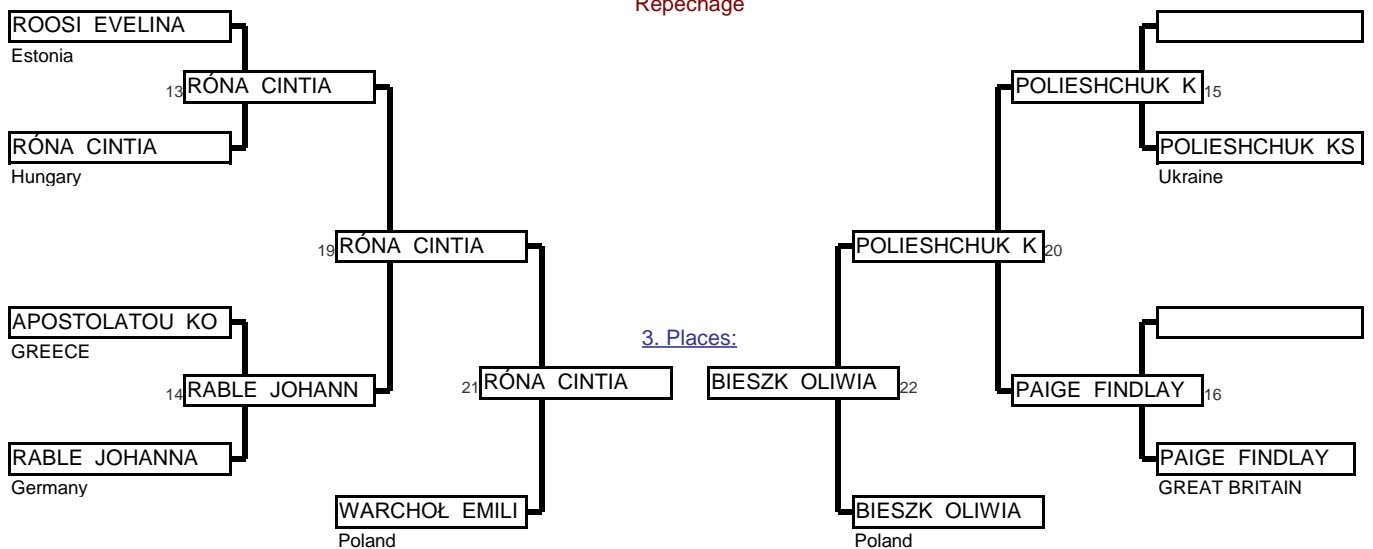 Repechage
ROOSI EVELINA
Estonia
13 RÓNA CINTIA
POLIESHCHUK K 15
RÓNA CINTIA
Hungary
POLIESHCHUK KS
Ukraine
19 RÓNA CINTIA
POLIESHCHUK K 20
APOSTOLATOU KO
GREECE
3. Places:
14 RABLE JOHANN
21 RÓNA CINTIA
BIESZK OLIWIA 22
PAIGE FINDLAY 16
RABLE JOHANNA
Germany
PAIGE FINDLAY
GREAT BRITAIN
WARCHOŁ EMILI
Poland
BIESZK OLIWIA
Poland